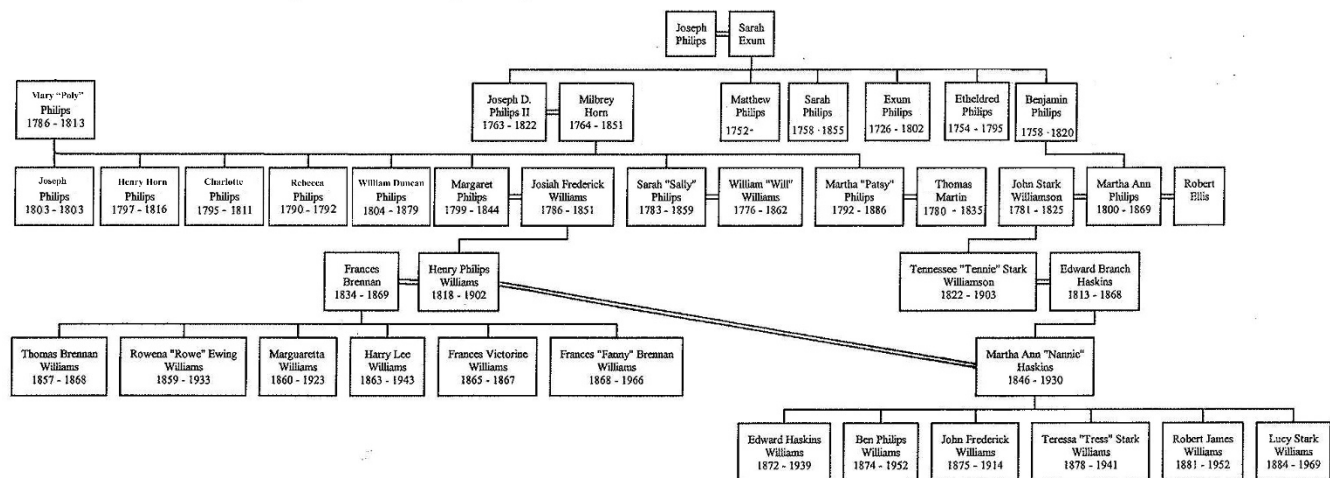 Joseph
Philips
Sarah
Exum
Mary "Poly"
Philips
1786 - 1813
Joseph D.
Philips II
1763 - 1822
Milbrey
Horn
1764 - 1851
Matthew
Philips
1752-
Sarah
Philips
1758 - 1855
Exum
Philips
1726 - 1802
Etheldred
Philips
1754 - 1795
Benjamin
Philips
1758 - 1820
Joseph
Philips
1803 - 1803
Henry Horn
Philips
1797 - 1816
Charlotte
Philips
1795 - 1811
Rebecca
Philips
1790 - 1792
William Duncan
Philips
1804 - 1879
Margaret
Philips
1799 - 1844
Josiah Frederick
Williams
1786 - 1851
Sarah "Sally"
Philips
1783 - 1859
William "Will"
Williams
1776 - 1862
Martha "Patsy"
Philips
1792 - 1886
Thomas
Martin
1780 - 1835
John Stark
Williamson
1781 - 1825
Martha Ann
Philips
1800 - 1869
Robert
Ellis
Frances
Brennan
1834 - 1869
Henry Philips
Williams
1818 - 1902
Tennessee "Tennie" Stark
Williamson
1822 - 1903
Edward Branch
Haskins
1813 - 1868
Thomas Brennan
Williams
1857 - 1868
Rowena "Rowe" Ewing
Williams
1859 - 1933
Marguaretta
Williams
1860 - 1923
Harry Lee
Williams
1863 - 1943
Frances Victorine
Williams
1865 - 1867
Frances "Fanny" Brennan
Williams
1868 - 1966
Martha Ann "Nannie"
Haskins
1846 - 1930
Edward Haskins
Williams
1872 - 1939
Ben Philips
Williams
1874 - 1952
John Frederick
Williams
1875 - 1914
Teressa "Tress" Stark
Williams
1878 - 1941
Robert James
Williams
1881 - 1952
Lucy Stark
Williams
1884 - 1969